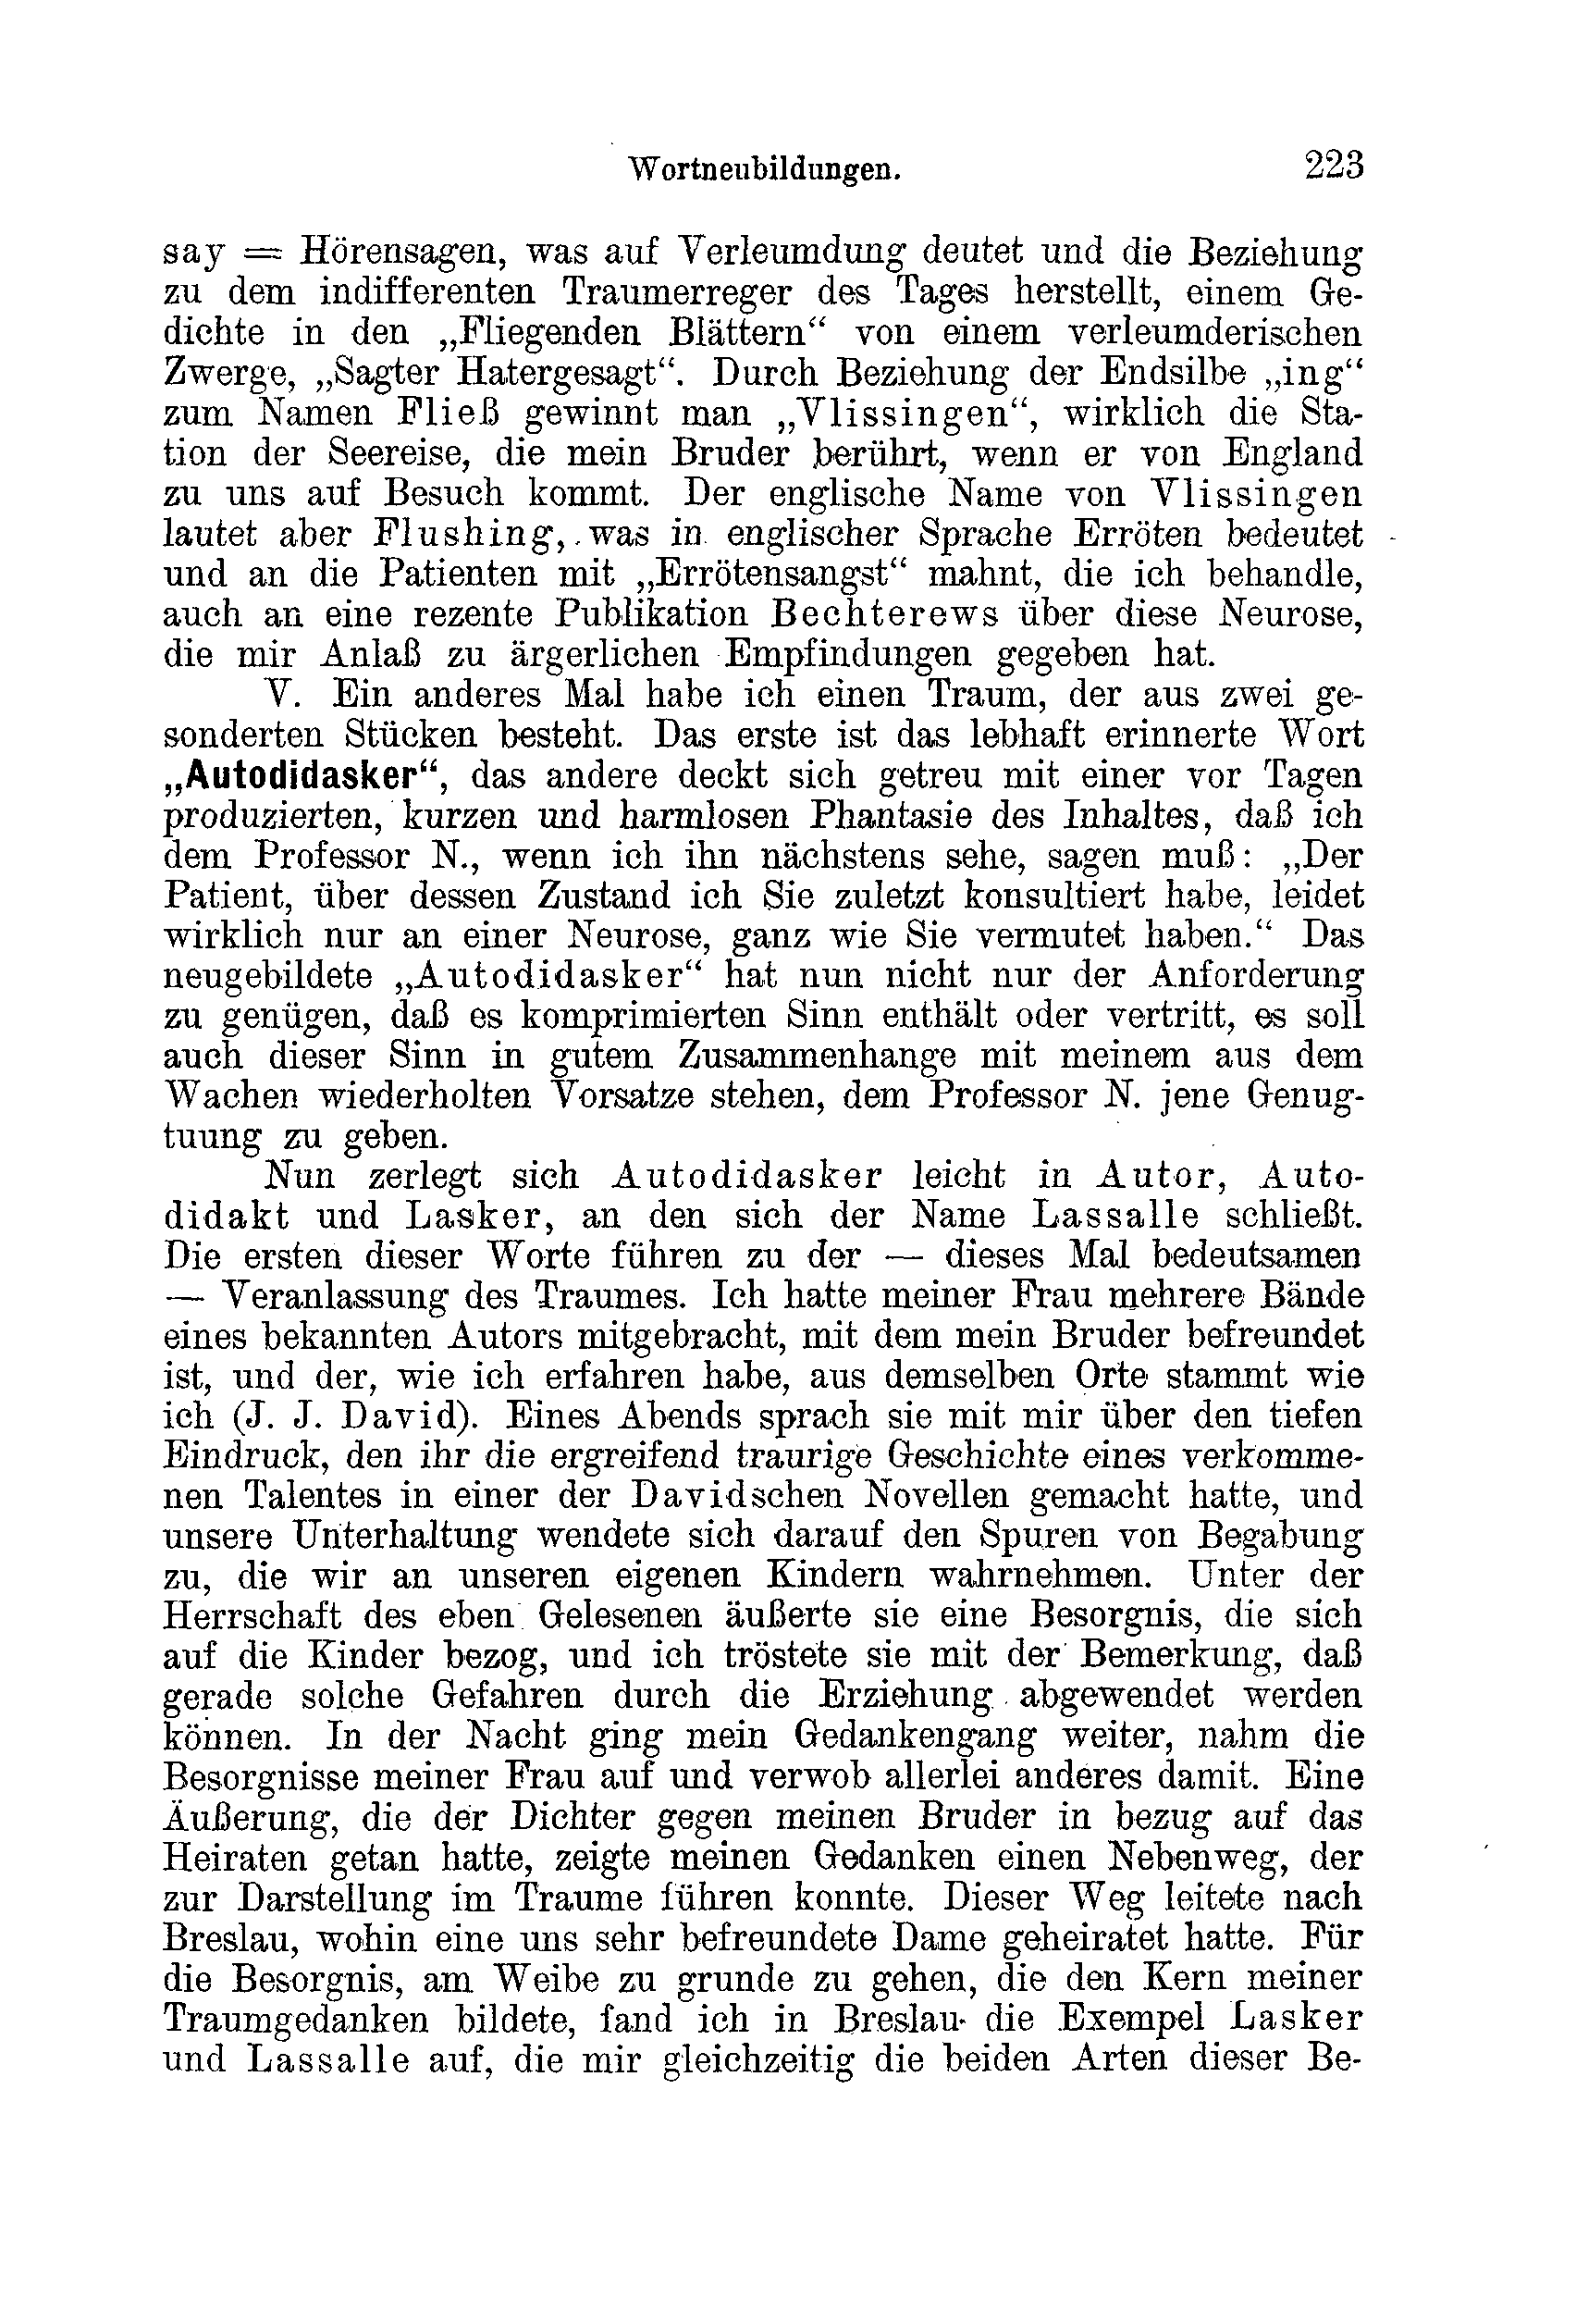 Wortneubildungen. 223
say = Hörensagen, was auf Verleumdung deutet und die Beziehung
zu dem indifferenten Traumerreger des Tages herstellt, einem Ge-
dichte in den „Fliegenden Blättern“ von einem verleumderischen
Zwerge, „Sagter Hatergesagt“. Durch Beziehung der Endsilbe „ing“
zum Namen Fließ gewinnt man „Vlissingen“, wirklich die Sta-
tion der Seereise, die mein Bruder berührt, wenn er von England
zu uns auf Besuch kommt. Der englische Name von Vlissingen
lautet aber Flushing, was in englischer Sprache Erröten bedeutet
und an die Patienten mit „Errötensangst“ mahnt, die ich behandle,
auch an eine rezente Publikation Bechterews über diese Neurose,
die mir Anlaß zu ärgerlichen Empfindungen gegeben hat.
V. Ein anderes Mal habe ich einen Traum, der aus zwei ge-
sonderten Stücken besteht. Das erste ist das lebhaft erinnerte Wort
„Autodidasker“, das andere deckt sich getreu mit einer vor Tagen
produzierten, kurzen und harmlosen Phantasie des Inhaltes, daß ich
dem Professor N., wenn ich ihn nächstens sehe, sagen muß: „Der
Patient, über dessen Zustand ich Sie zuletzt konsultiert habe, leidet
wirklich nur an einer Neurose, ganz wie Sie vermutet haben.“ Das
neugebildete „Autodidasker“ hat nun nicht nur der Anforderung
zu genügen, daß es komprimierten Sinn enthält oder vertritt, es soll
auch dieser Sinn in gutem Zusammenhange mit meinem aus dem
Wachen wiederholten Vorsatze stehen, dem Professor N. jene Genug-
tuung zu geben.
Nun zerlegt sich Autodidasker leicht in Autor, Auto-
didakt und Lasker, an den sich der Name Lassalle schließt.
Die ersten dieser Worte führen zu der — dieses Mal bedeutsamen
— Veranlassung des Traumes. Ich hatte meiner Frau mehrere Bände
eines bekannten Autors mitgebracht, mit dem mein Bruder befreundet
ist, und der, wie ich erfahren habe, aus demselben Orte stammt wie
ich (J. J. David). Eines Abends sprach sie mit mir über den tiefen
Eindruck, den ihr die ergreifend traurige Geschichte eines verkomme-
nen Talentes in einer der Davidschen Novellen gemacht hatte, und
unsere Unterhaltung wendete sich darauf den Spuren von Begabung
zu, die wir an unseren eigenen Kindern wahrnehmen. Unter der
Herrschaft des eben Gelesenen äußerte sie eine Besorgnis, die sich
auf die Kinder bezog, und ich tröstete sie mit der Bemerkung, daß
gerade solche Gefahren durch die Erziehung abgewendet werden
können. In der Nacht ging mein Gedankengang weiter, nahm die
Besorgnisse meiner Frau auf und verwob allerlei anderes damit. Eine
Äußerung, die der Dichter gegen meinen Bruder in bezug auf das
Heiraten getan hatte, zeigte meinen Gedanken einen Nebenweg, der
zur Darstellung im Traume führen konnte. Dieser Weg leitete nach
Breslau, wohin eine uns sehr befreundete Dame geheiratet hatte. Für
die Besorgnis, am Weibe zu grunde zu gehen, die den Kern meiner
Traumgedanken bildete, fand ich in Breslau die Exempel Lasker
und Lassalle auf, die mir gleichzeitig die beiden Arten dieser Be-